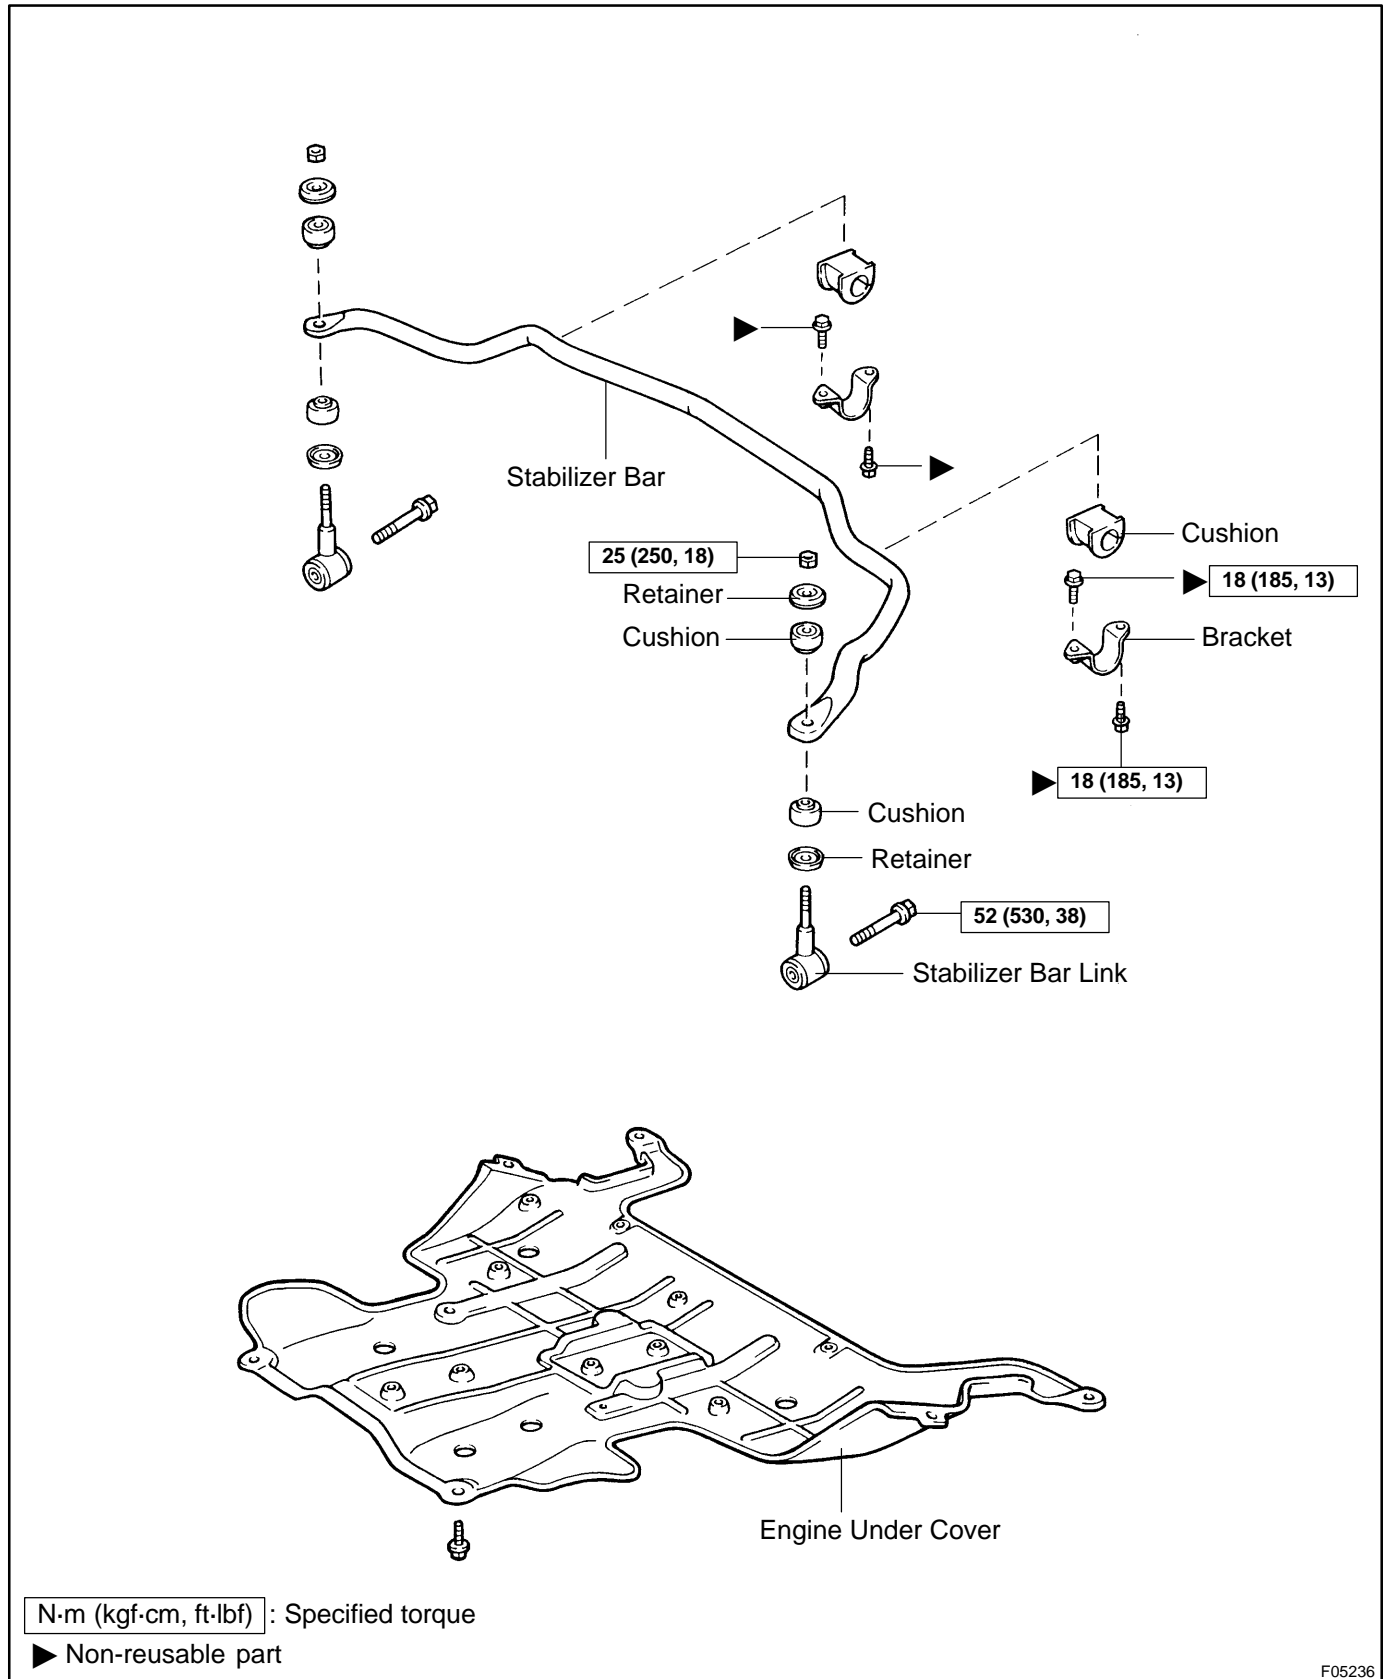 Stabilizer Bar
Cushion
25 (250, 18)
Retainer
18 (185, 13)
Cushion
Bracket
18 (185, 13)
Cushion
Retainer
52 (530, 38)
Stabilizer Bar Link
Engine Under Cover
N·m (kgf·cm, ft·lbf) : Specified torque
Non-reusable part
F05236